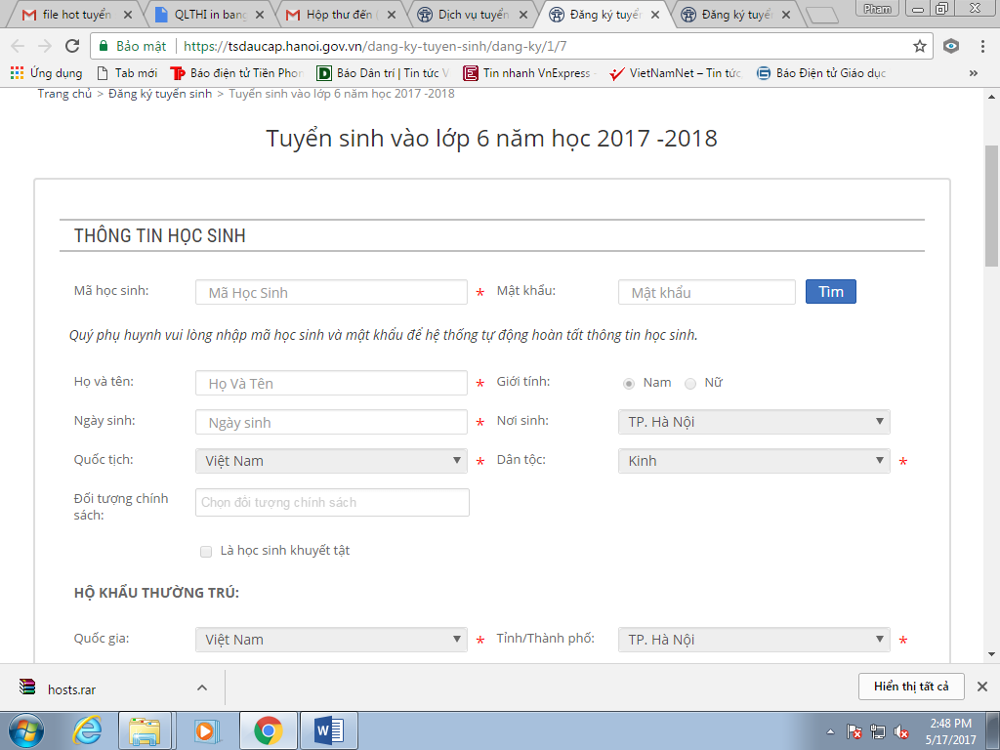 file hot tuyển
QLTHI in bang
Hộp thư đến (
Dịch vụ tuyển
Đăng ký tuyển
Đăng ký tuyển
Pham
Bảo mật
https://tsdaucap.hanoi.gov.vn/dang-ky-tuyen-sinh/dang-ky/1/7
Ứng dụng
Tab mới
Báo điện tử Tiền Phon
Báo Dân trí | Tin tức V
Tin nhanh VnExpress
VietNamNet – Tin tức
Báo Điện tử Giáo dục
»
Trang chủ > Đăng ký tuyển sinh > Tuyển sinh vào lớp 6 năm học 2017 -2018
Tuyển sinh vào lớp 6 năm học 2017 -2018
THÔNG TIN HỌC SINH
Mã học sinh: Mã Học Sinh * Mật khẩu: Mật khẩu Tìm
Quý phụ huynh vui lòng nhập mã học sinh và mật khẩu để hệ thống tự động hoàn tất thông tin học sinh.
Họ và tên: Họ Và Tên * Giới tính: Nam Nữ
Ngày sinh: Ngày sinh * Nơi sinh: TP. Hà Nội
Quốc tịch: Việt Nam * Dân tộc: Kinh *
Đối tượng chính
sách:
Chọn đối tượng chính sách
Là học sinh khuyết tật
HỘ KHẨU THƯỜNG TRÚ:
Quốc gia: Việt Nam * Tỉnh/Thành phố: TP. Hà Nội *
hosts.rar
Hiển thị tất cả
2:48 PM
5/17/2017